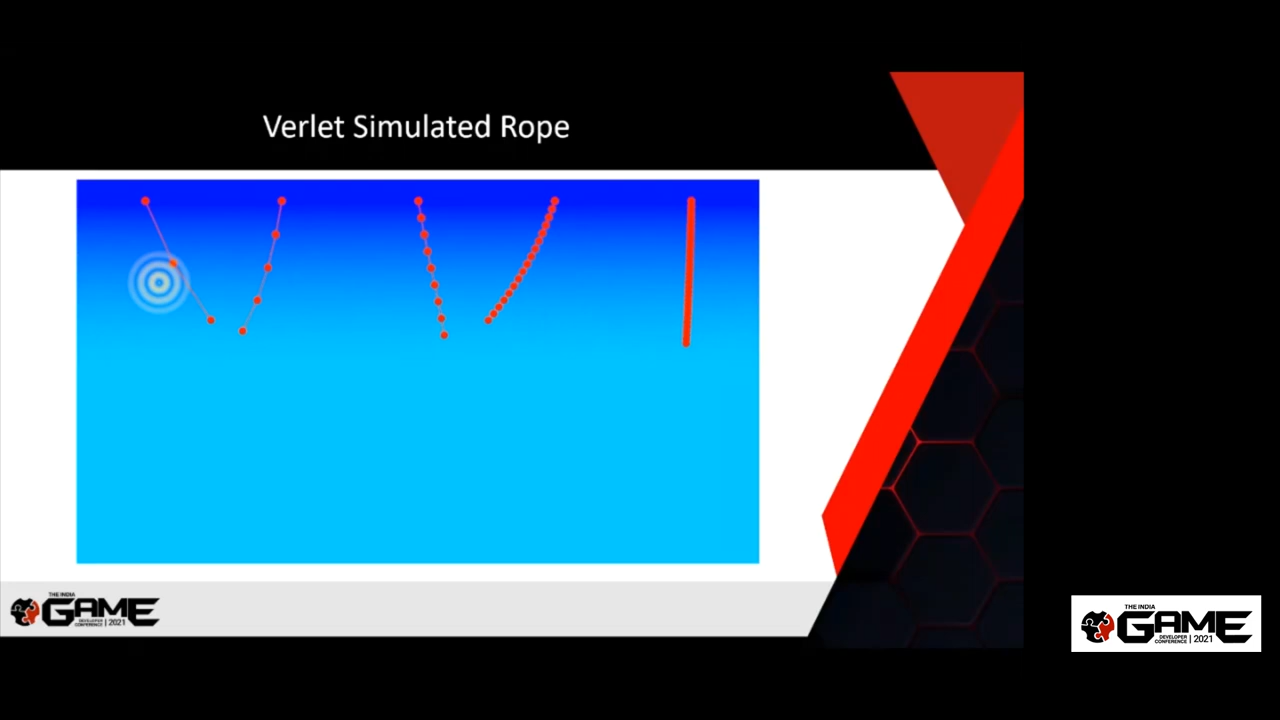 Verlet Simulated Rope
THE INDIA
GAME
DEVELOPER
CONFERENCE | 2021
THE INDIA
GAME
DEVELOPER
CONFERENCE | 2021